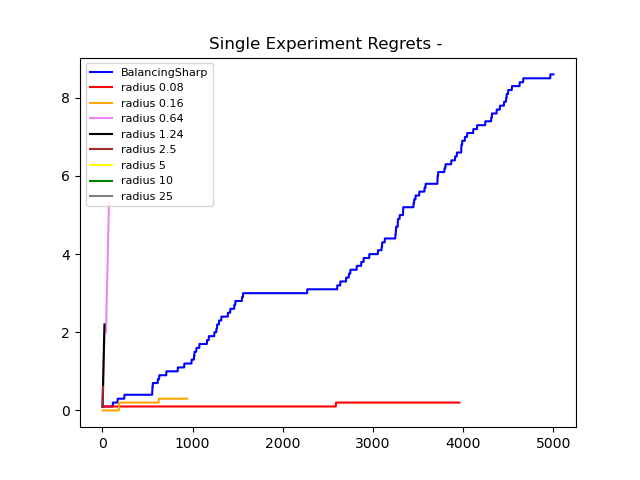 Single Experiment Regrets -
BalancingSharp
radius 0.08
radius 0.16
radius 0.64
radius 1.24
radius 2.5
radius 5
radius 10
radius 25
8
6
4
2
0
0 1000 2000 3000 4000 5000